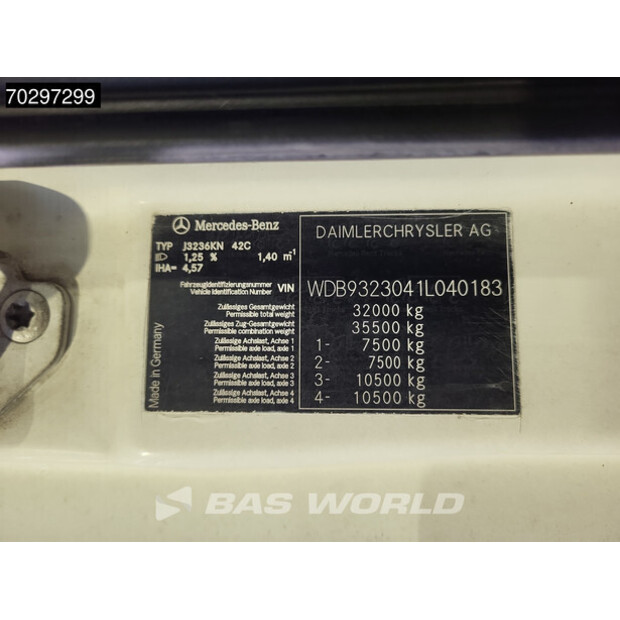 70297299
Mercedes-Benz
DAIMLERCHRYSLER AG
TYP J3236KN 42C
1,25 % 1,40 m¹
IHA= 4,57
Fahrzeugidentifizierungsnummer
Vehicle Identification Number VIN WDB9323041L040183
Zulässiges Gesamtgewicht
Permissible total weight 32000 kg
Zulässiges Zug-Gesamtgewicht
Permissible combination weight 35500 kg
Zulässige Achslast, Achse 1
Permissible axle load, axle 1 1- 7500 kg
Zulässige Achslast, Achse 2
Permissible axle load, axle 2 2- 7500 kg
Zulässige Achslast, Achse 3
Permissible axle load, axle 3 3- 10500 kg
Zulässige Achslast, Achse 4
Permissible axle load, axle 4 4- 10500 kg
Made in Germany
BAS WORLD